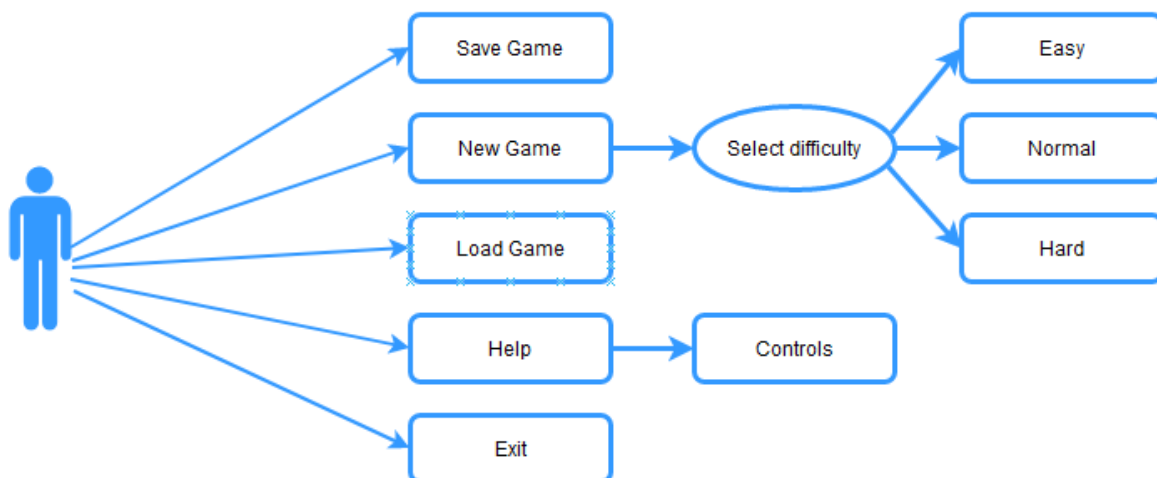 Save Game
Easy
New Game
Select difficulty
Normal
Load Game
Hard
Help
Controls
Exit